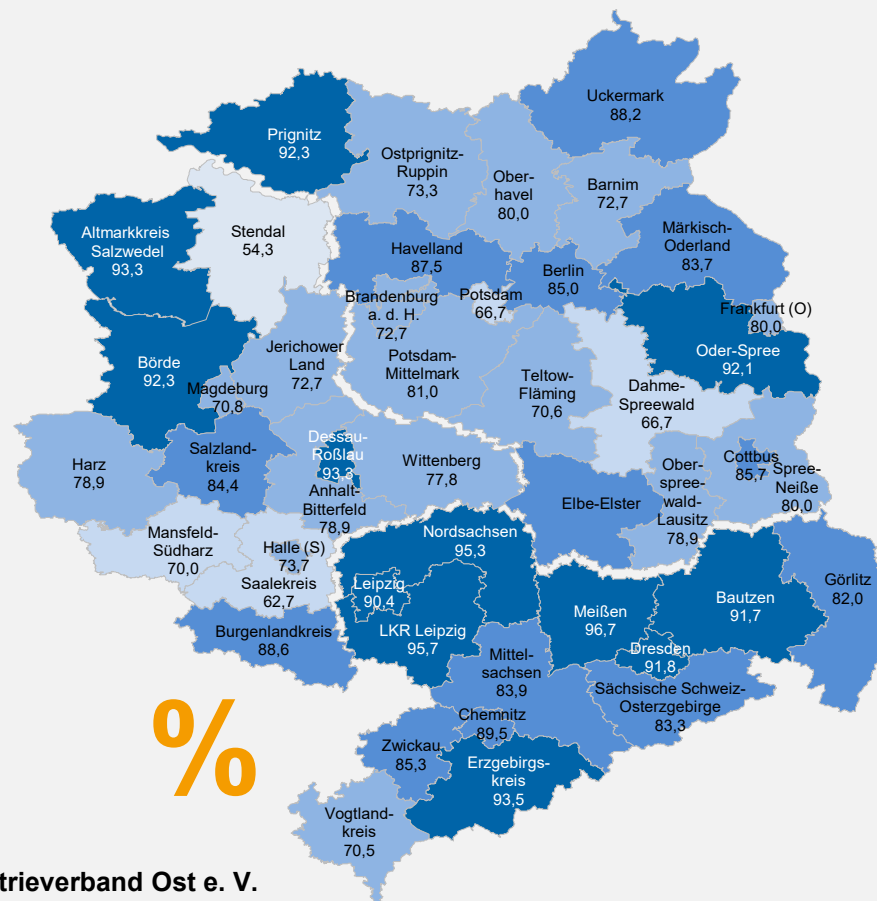 Uckermark
88,2
Prignitz
92,3
Ostprignitz-
Ruppin
73,3
Ober-
havel
80,0
Barnim
72,7
Altmarkkreis
Salzwedel
93,3
Stendal
54,3
Havelland
87,5
Berlin
85,0
Märkisch-
Oderland
83,7
Brandenburg
a. d. H.
72,7
Potsdam
66,7
Frankfurt (O)
80,0
Oder-Spree
92,1
Börde
92,3
Jerichower
Land
72,7
Magdeburg
70,8
Potsdam-
Mittelmark
81,0
Teltow-
Fläming
70,6
Dahme-
Spreewald
66,7
Harz
78,9
Salzland-
kreis
84,4
Dessau-
Roßlau
93,3
Anhalt-
Bitterfeld
78,9
Wittenberg
77,8
Elbe-Elster
Ober-
spree-
wald-
Lausitz
78,9
Cottbus
85,7
Spree-
Neiße
80,0
Mansfeld-
Südharz
70,0
Halle (S)
73,7
Saalekreis
62,7
Nordsachsen
95,3
Leipzig
90,4
LKR Leipzig
95,7
Meißen
96,7
Bautzen
91,7
Görlitz
82,0
Dresden
91,8
Burgenlandkreis
88,6
Mittel-
sachsen
83,9
Sächsische Schweiz-
Osterzgebirge
83,3
Chemnitz
89,5
Zwickau
85,3
Erzgebirgs-
kreis
93,5
Vogtland-
kreis
70,5
%
trieverband Ost e. V.